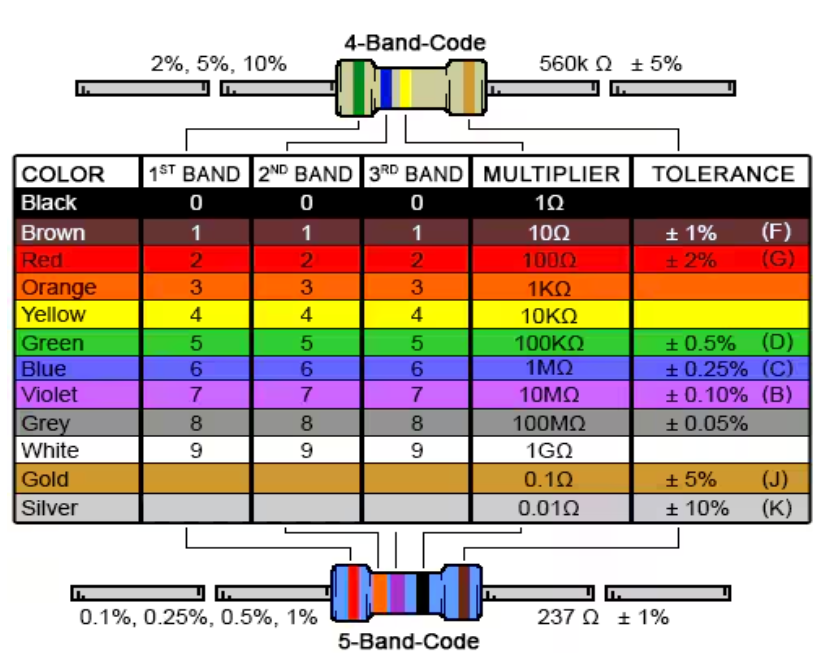 4-Band-Code
2%, 5%, 10% 560k Ω ± 5%
COLOR 1ST BAND 2ND BAND 3RD BAND MULTIPLIER TOLERANCE
Black 0 0 0 1Ω
Brown 1 1 1 10Ω ± 1% (F)
Red 2 2 2 100Ω ± 2% (G)
Orange 3 3 3 1KΩ
Yellow 4 4 4 10KΩ
Green 5 5 5 100KΩ ± 0.5% (D)
Blue 6 6 6 1MΩ ± 0.25% (C)
Violet 7 7 7 10MΩ ± 0.10% (B)
Grey 8 8 8 100MΩ ± 0.05%
White 9 9 9 1GΩ
Gold 0.1Ω ± 5% (J)
Silver 0.01Ω ± 10% (K)
0.1%, 0.25%, 0.5%, 1% 237 Ω ± 1%
5-Band-Code